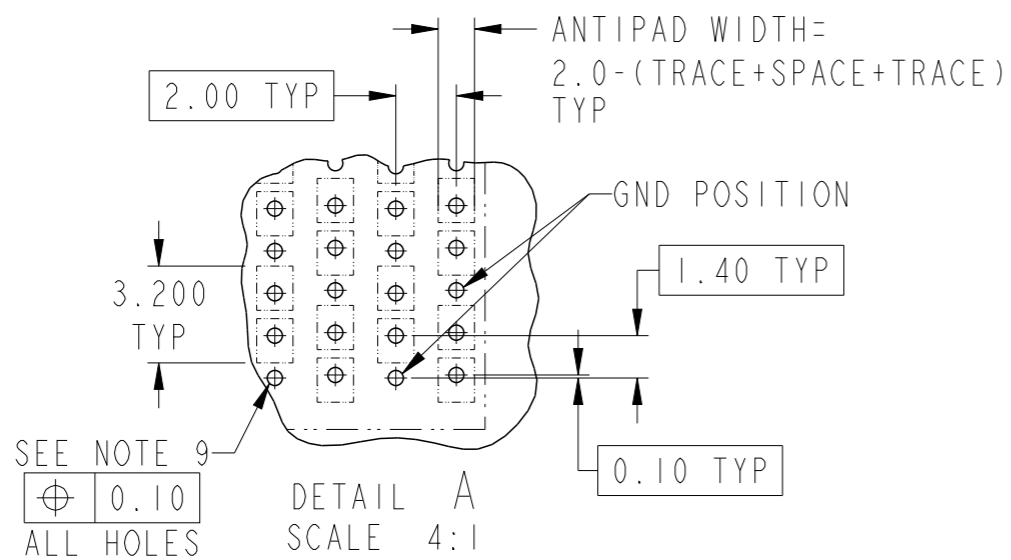 ANTIPAD WIDTH=
2.0-(TRACE+SPACE+TRACE)
TYP
2.00 TYP
GND POSITION
1.40 TYP
3.200
TYP
SEE NOTE 9
0.10
ALL HOLES
0.10 TYP
DETAIL A
SCALE 4:1